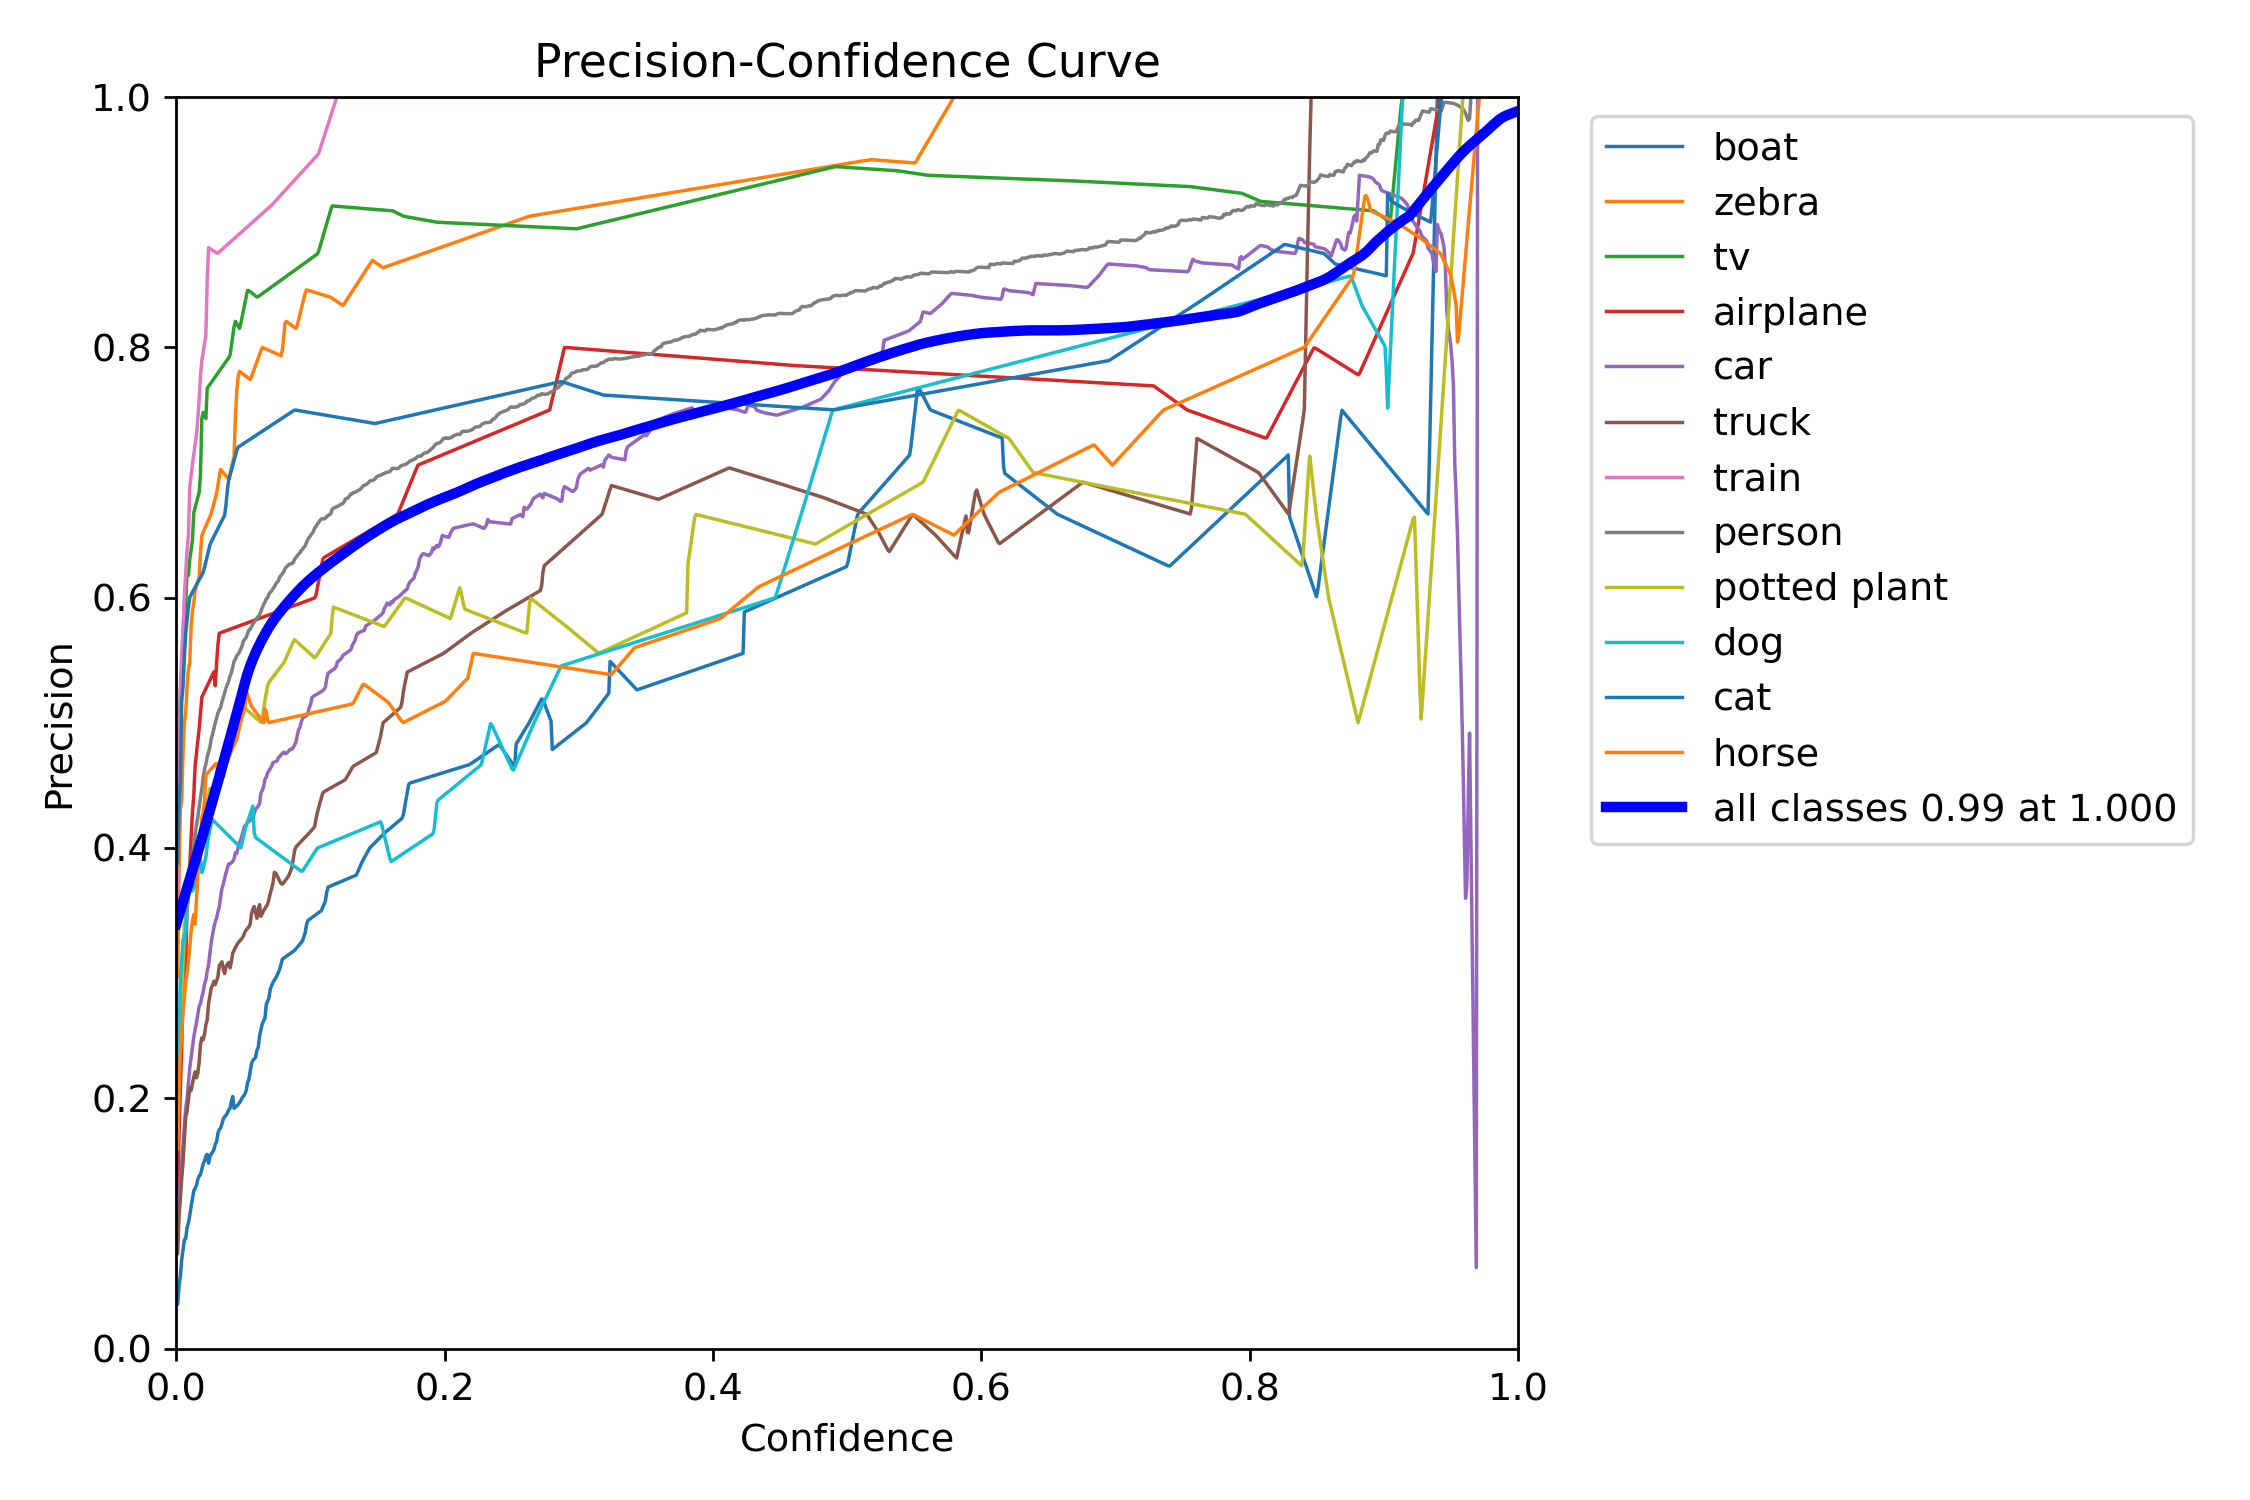 Precision-Confidence Curve
1.0
0.8
0.6
0.4
0.2
0.0
Precision
0.0 0.2 0.4 0.6 0.8 1.0
Confidence
boat
zebra
tv
airplane
car
truck
train
person
potted plant
dog
cat
horse
all classes 0.99 at 1.000